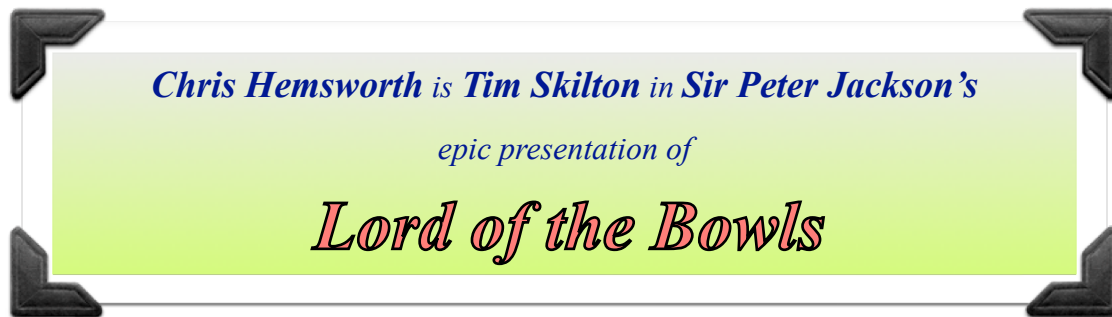 Chris Hemsworth is Tim Skilton in Sir Peter Jackson’s
epic presentation of
Lord of the Bowls